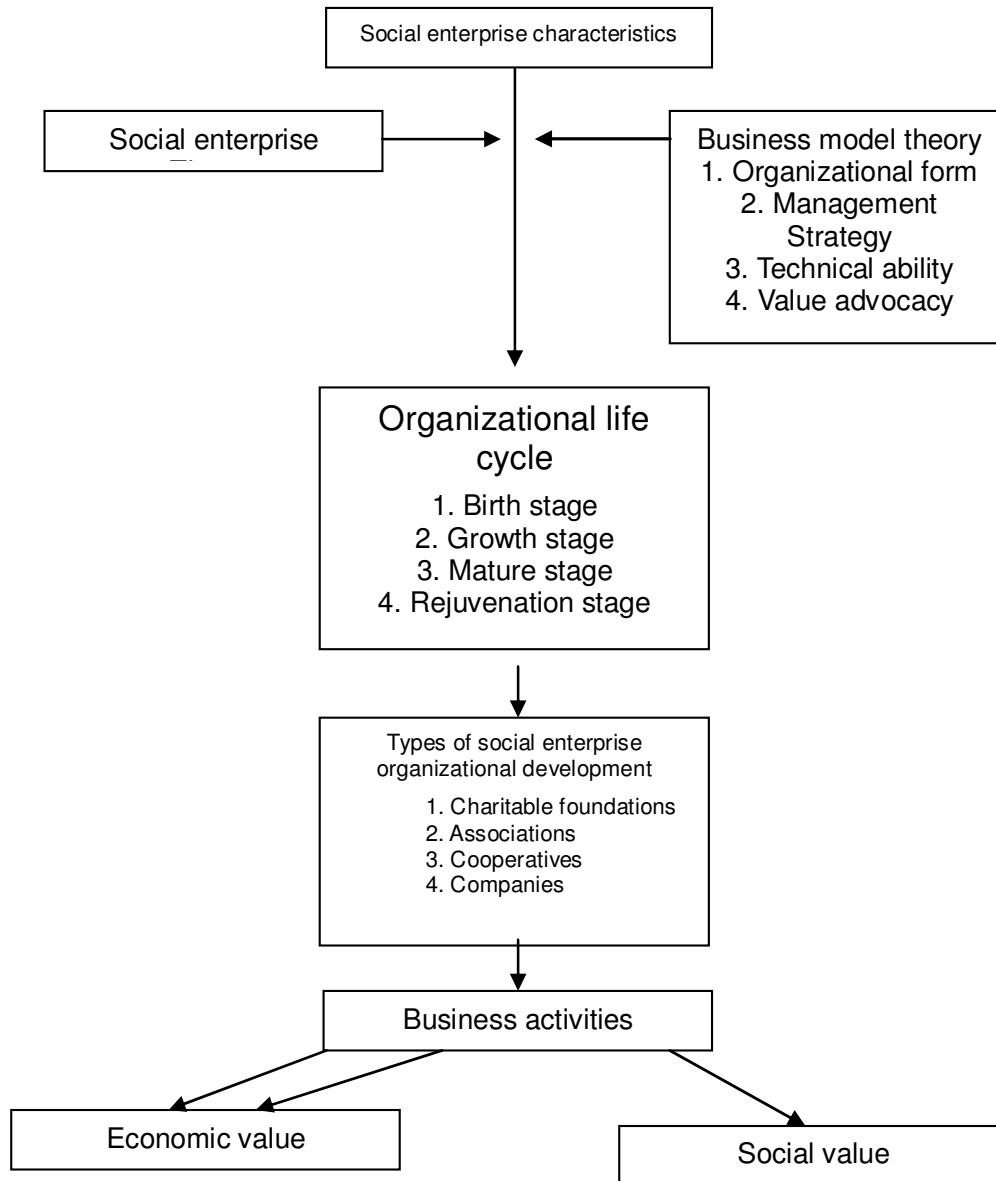 Social enterprise characteristics
Social enterprise
Business model theory
1. Organizational form
2. Management
Strategy
3. Technical ability
4. Value advocacy
Organizational life
cycle
1. Birth stage
2. Growth stage
3. Mature stage
4. Rejuvenation stage
Types of social enterprise
organizational development
1. Charitable foundations
2. Associations
3. Cooperatives
4. Companies
Business activities
Economic value
Social value